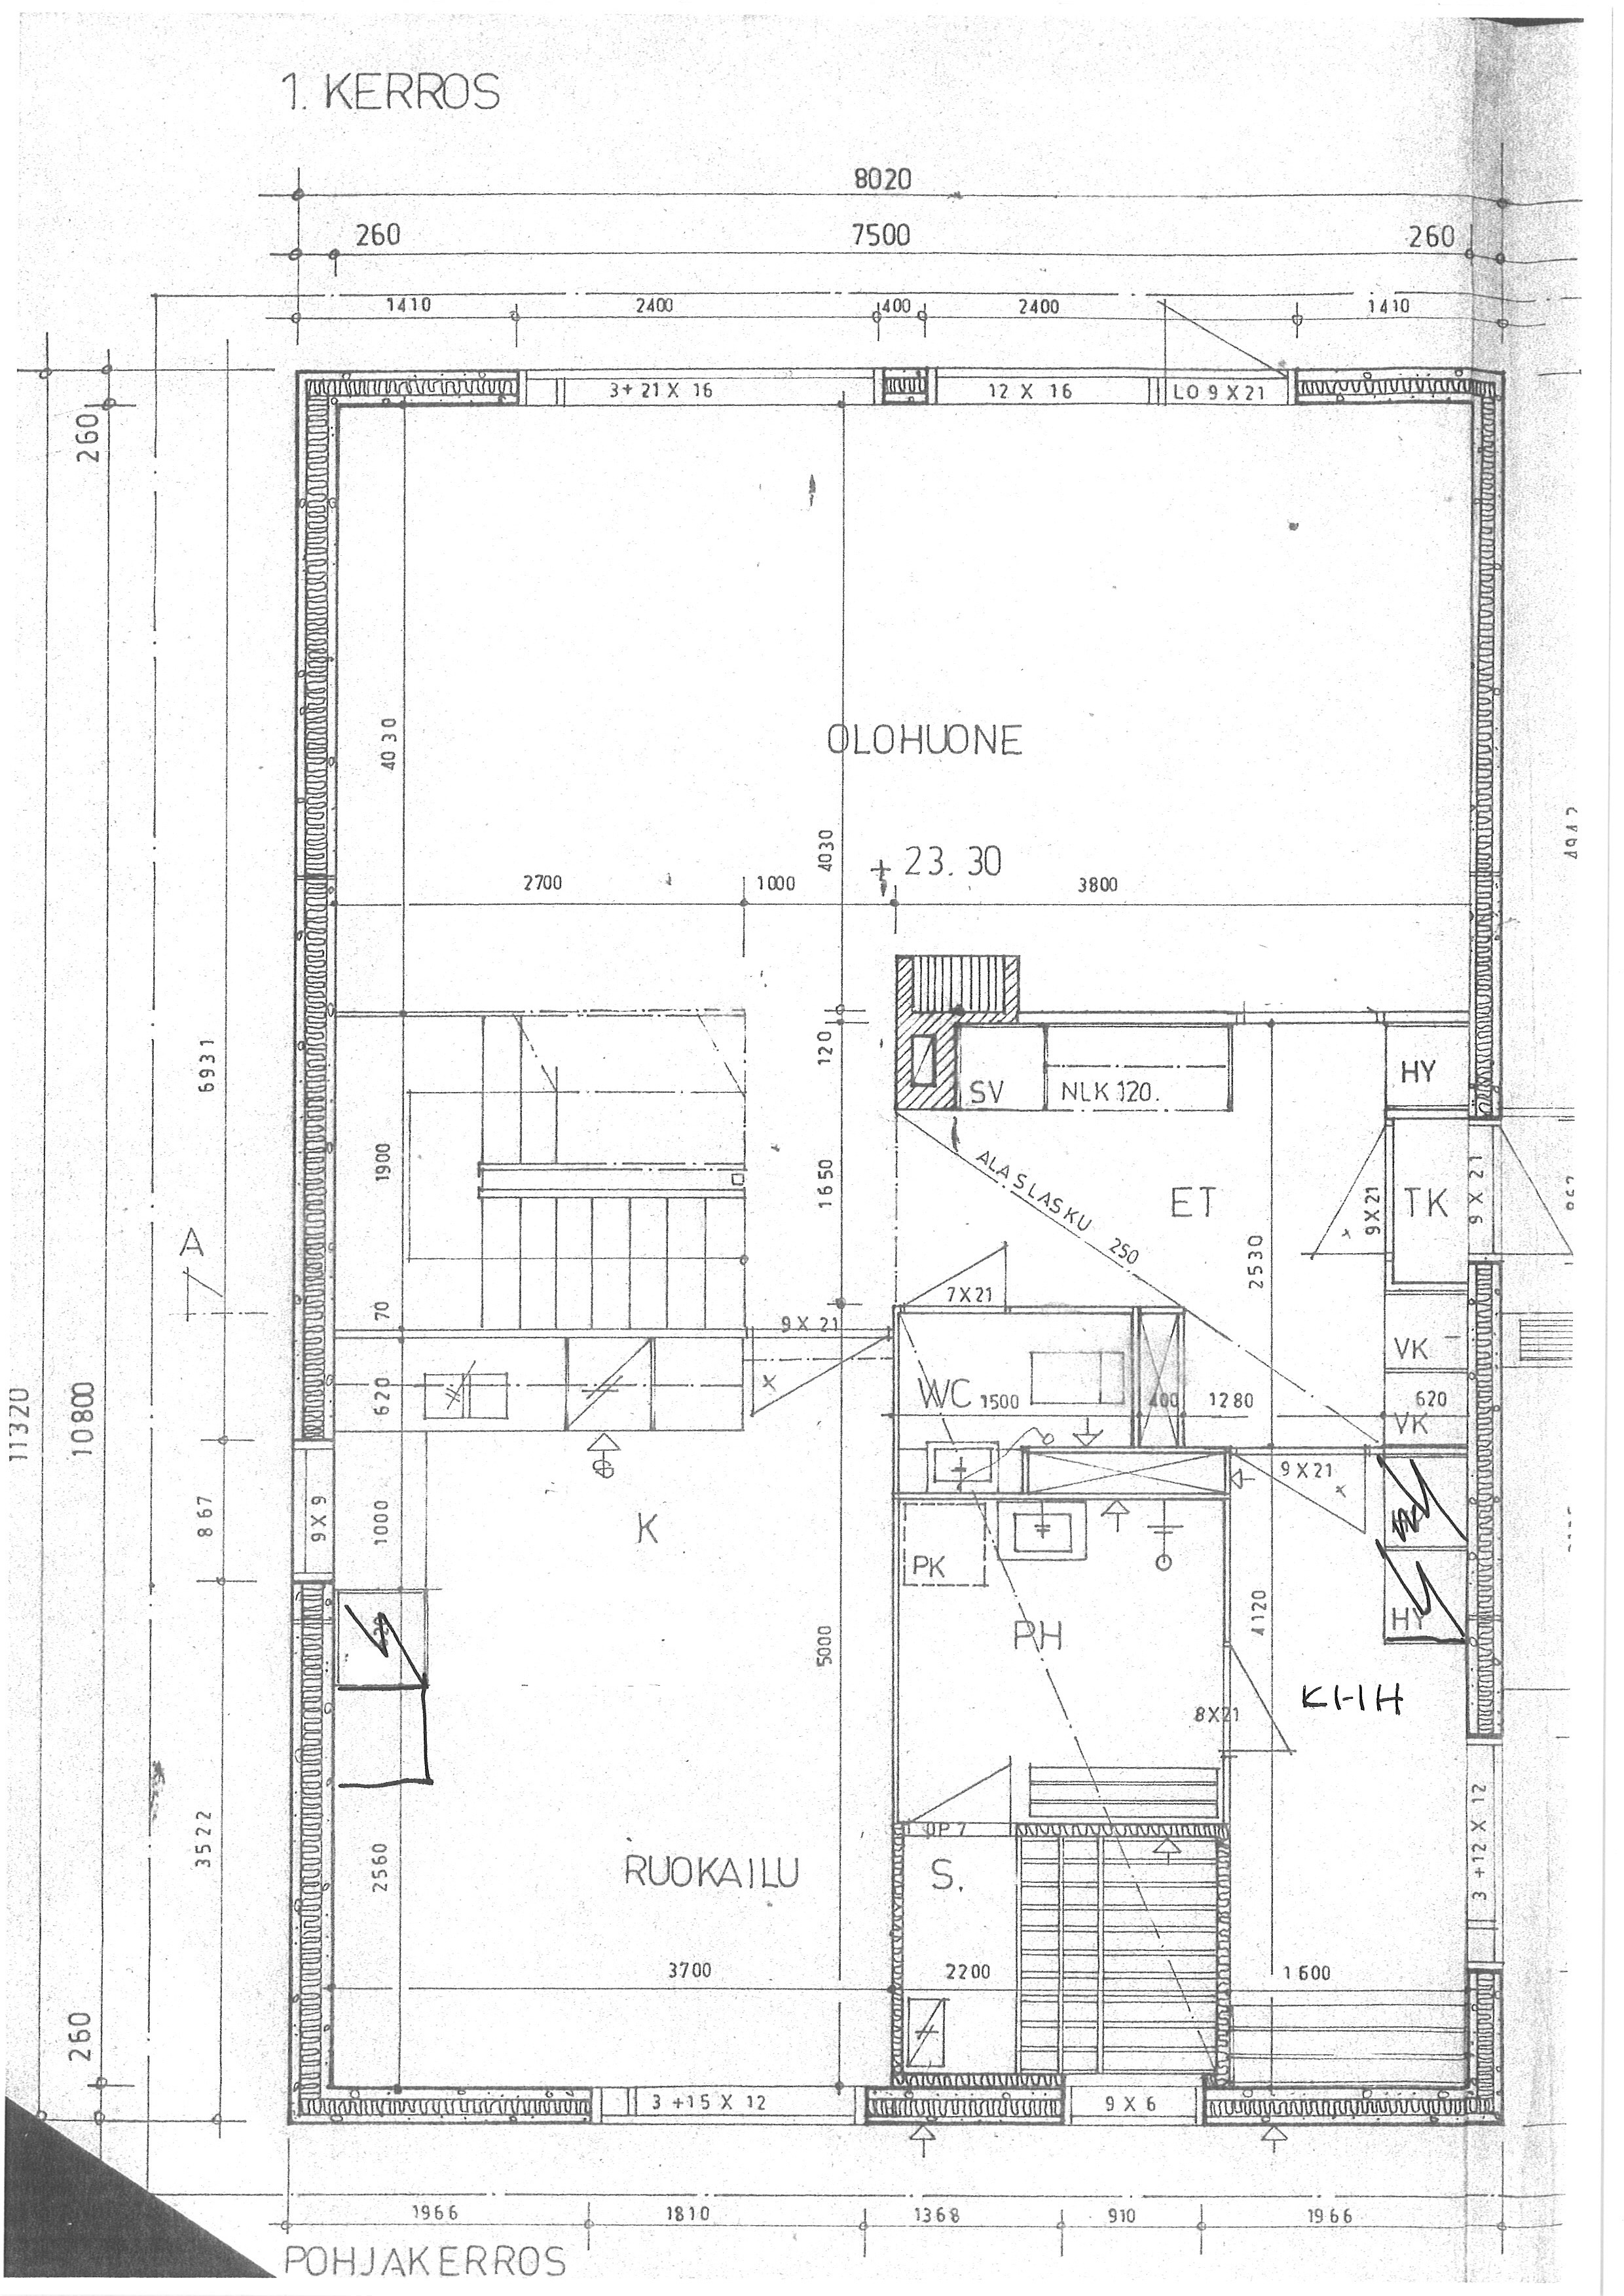 1. KERROS
8020
260 7500 260
1410 2400 400 2400 1410
3+21 X 16 12 X 16 LO 9 X 21
260
4030
OLOHUONE
4030
+ 23.30
2700 1000 3800
6931
120
SV NLK 120.
HY
1900
1650
ALASLASKU 250
ET
9X21
TK
9 X 21
2530
A
7X21
70
9 X 21
VK
WC 1500 400 1280 620
VK
620
11320
10800
9 X 21
867
9 X 9
1000
K
PK
HY
PH
4120
5000
8X21
KHH
3522
2560
UP 7
RUOKAILU
S.
3 +12 X 12
3700 2200 1600
260
3 +15 X 12 9 X 6
1966 1810 1368 910 1966
POHJAKERROS